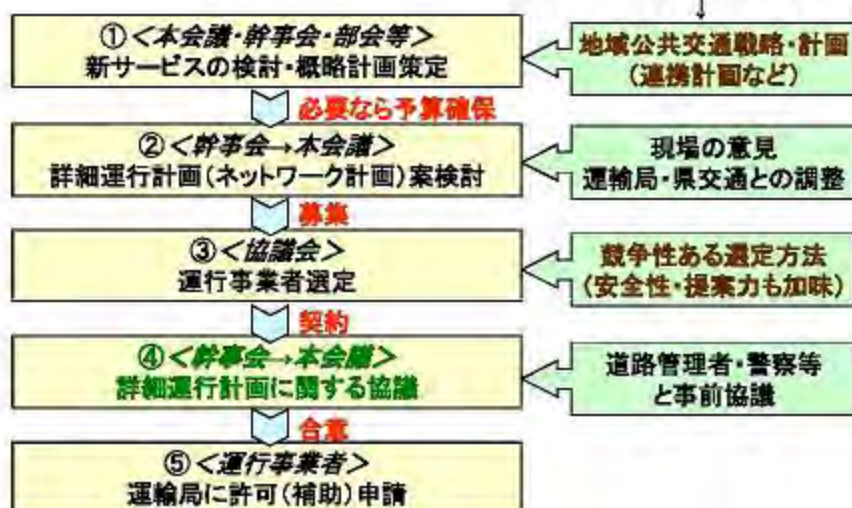 ①<本会議・幹事会・部会等>
新サービスの検討・概略計画策定
地域公共交通戦略・計画
(連携計画など)
必要なら予算確保
②<幹事会→本会議>
詳細運行計画(ネットワーク計画)案検討
現場の意見
運輸局・県交通との調整
募集
③<協議会>
運行事業者選定
競争性ある選定方法
(安全性・提案力も加味)
契約
④<幹事会→本会議>
詳細運行計画に関する協議
道路管理者・警察等
と事前協議
合意
⑤<運行事業者>
運輸局に許可(補助)申請